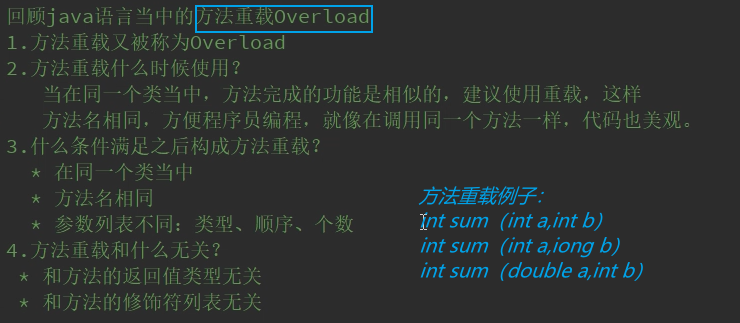 回顾java语言当中的方法重载Overload
1.方法重载又被称为Overload
2.方法重载什么时候使用？
当在同一个类当中，方法完成的功能是相似的，建议使用重载，这样
方法名相同，方便程序员编程，就像在调用同一个方法一样，代码也美观。
3.什么条件满足之后构成方法重载？
* 在同一个类当中
* 方法名相同
* 参数列表不同：类型、顺序、个数
4.方法重载和什么无关？
* 和方法的返回值类型无关
* 和方法的修饰符列表无关
方法重载例子：
int sum（int a,int b）
int sum（int a,iong b）
int sum（double a,int b）